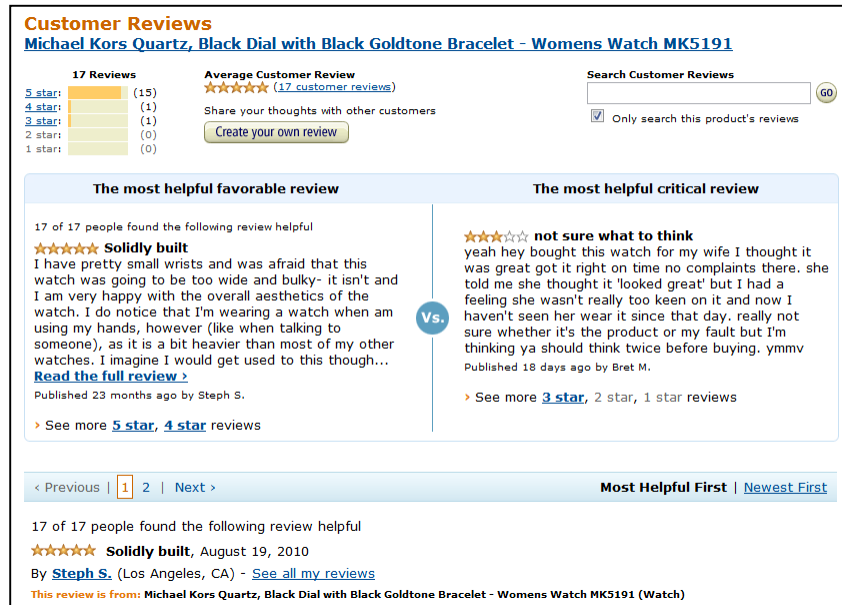 Customer Reviews
Michael Kors Quartz, Black Dial with Black Goldtone Bracelet - Womens Watch MK5191
17 Reviews
5 star: (15)
4 star: (1)
3 star: (1)
2 star: (0)
1 star: (0)
Average Customer Review
(17 customer reviews)
Share your thoughts with other customers
Create your own review
Search Customer Reviews
GO
Only search this product's reviews
The most helpful favorable review
17 of 17 people found the following review helpful
Solidly built
I have pretty small wrists and was afraid that this
watch was going to be too wide and bulky- it isn't and
I am very happy with the overall aesthetics of the
watch. I do notice that I'm wearing a watch when am
using my hands, however (like when talking to
someone), as it is a bit heavier than most of my other
watches. I imagine I would get used to this though...
Read the full review ›
Published 23 months ago by Steph S.
› See more 5 star, 4 star reviews
Vs.
The most helpful critical review
not sure what to think
yeah hey bought this watch for my wife I thought it
was great got it right on time no complaints there. she
told me she thought it 'looked great' but I had a
feeling she wasn't really too keen on it and now I
haven't seen her wear it since that day. really not
sure whether it's the product or my fault but I'm
thinking ya should think twice before buying. ymmv
Published 18 days ago by Bret M.
› See more 3 star, 2 star, 1 star reviews
‹ Previous | 1 2 | Next ›
Most Helpful First | Newest First
17 of 17 people found the following review helpful
Solidly built, August 19, 2010
By Steph S. (Los Angeles, CA) - See all my reviews
This review is from: Michael Kors Quartz, Black Dial with Black Goldtone Bracelet - Womens Watch MK5191 (Watch)